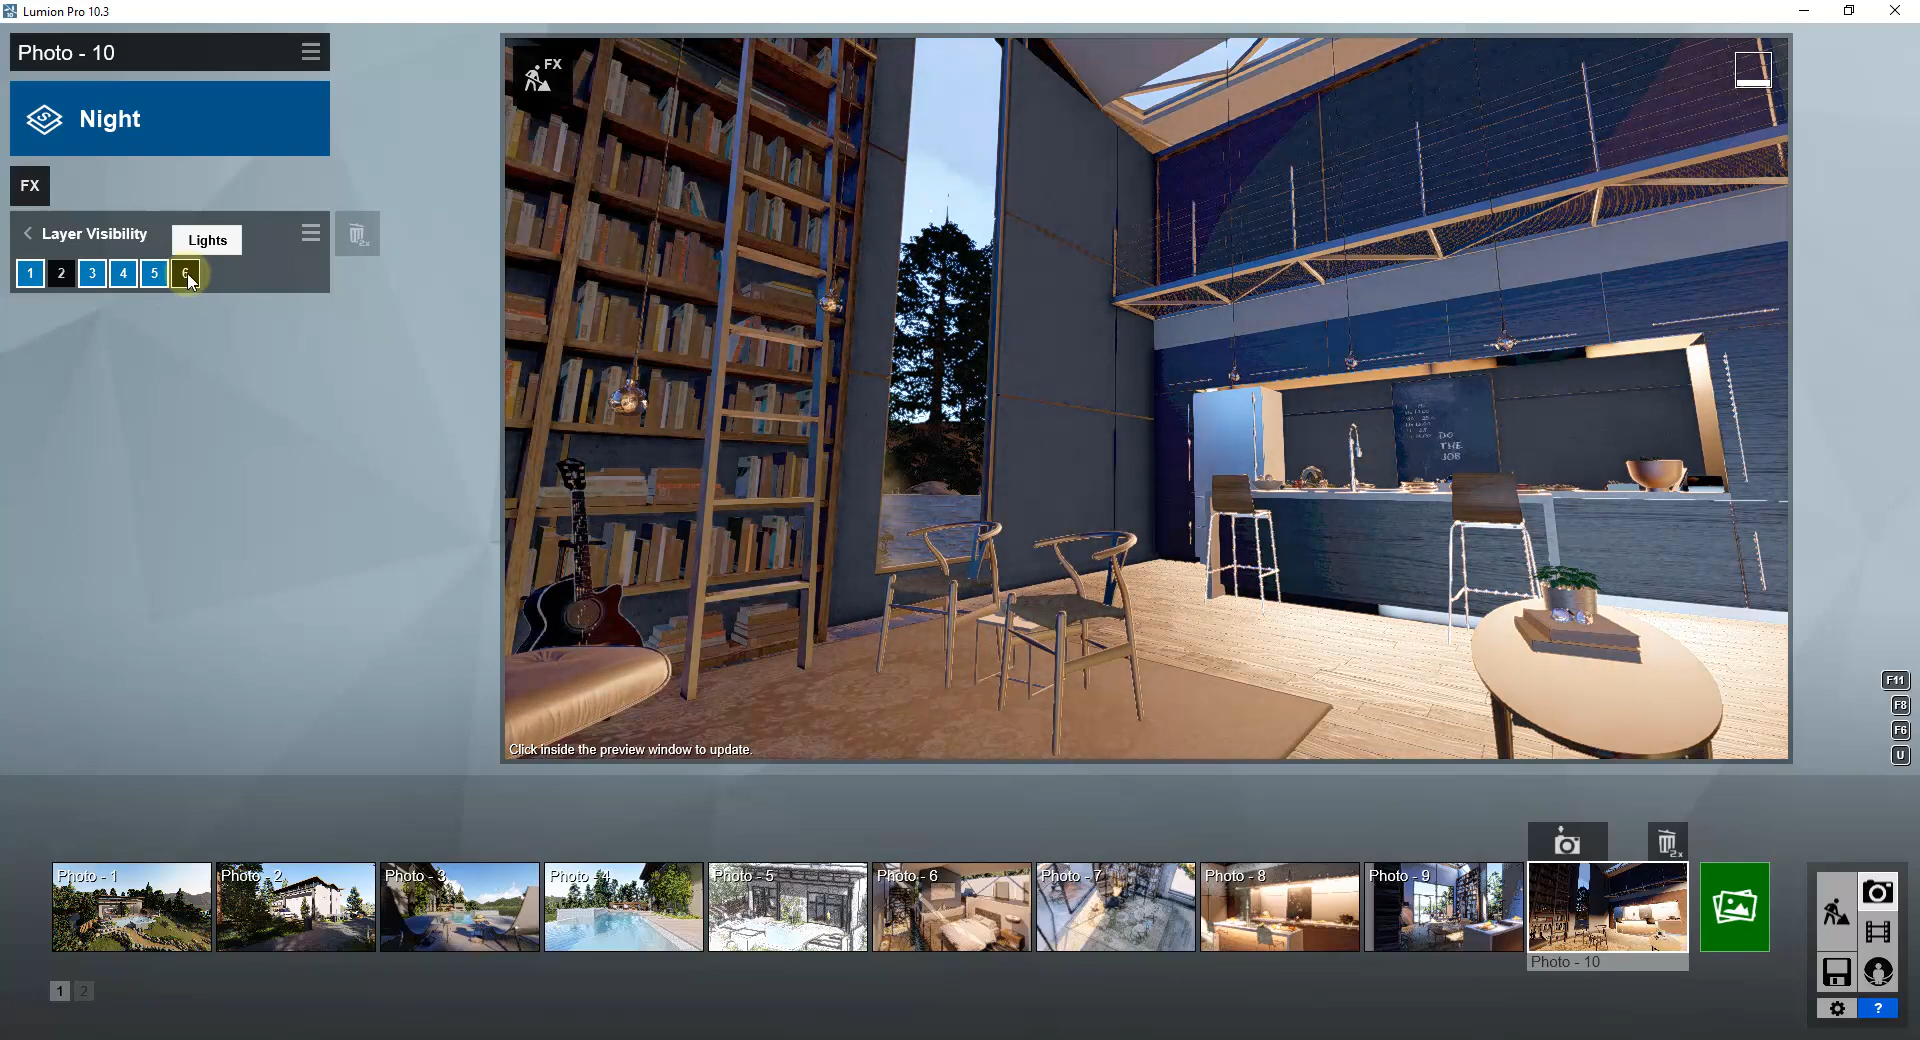 Lumion Pro 10.3
Photo - 10
Night
FX
Layer Visibility
Lights
1 2 3 4 5 6
FX
DO
THE
JOB
Click inside the preview window to update.
F11
F8
F6
U
2x
2x
Photo - 1
Photo - 2
Photo - 3
Photo - 4
Photo - 5
Photo - 6
Photo - 7
Photo - 8
Photo - 9
Photo - 10
1 2
?